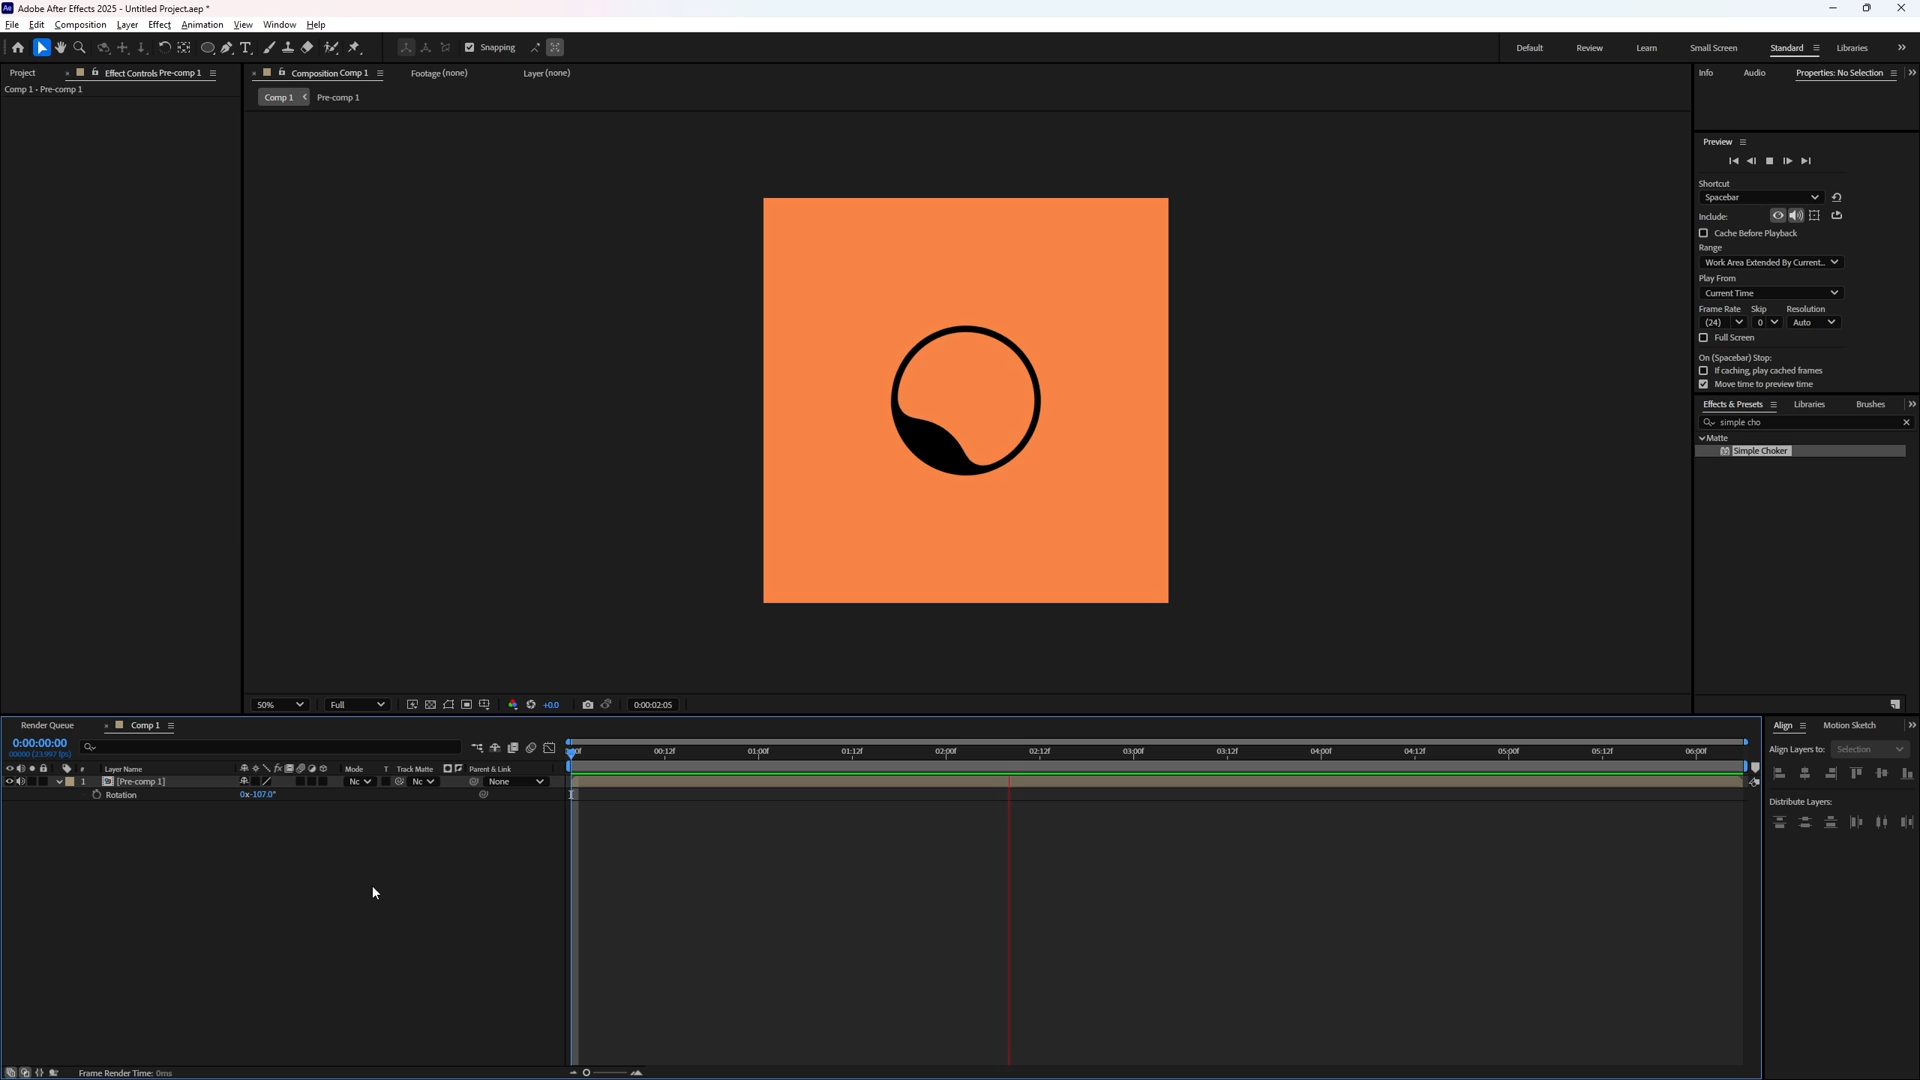 Adobe After Effects 2025 - Untitled Project.aep *
File Edit Composition Layer Effect Animation View Window Help
Snapping
Default Review Learn Small Screen Standard Libraries
Project Effect Controls Pre-comp 1
Comp 1 • Pre-comp 1
Composition Comp 1 Footage (none) Layer (none)
Comp 1 Pre-comp 1
Info Audio Properties: No Selection
Preview
Shortcut
Spacebar
Include:
Cache Before Playback
Range
Work Area Extended By Current...
Play From
Current Time
Frame Rate Skip Resolution
(24) 0 Auto
Full Screen
On (Spacebar) Stop:
If caching, play cached frames
Move time to preview time
Effects & Presets Libraries Brushes
simple cho
Matte
Simple Choker
50% Full +0.0 0:00:02:05
Render Queue Comp 1
0:00:00:00
00000 (23.997 fps)
00:12f 01:00f 01:12f 02:00f 02:12f 03:00f 03:12f 04:00f 04:12f 05:00f 05:12f 06:00f
# Layer Name Mode T Track Matte Parent & Link
1 [Pre-comp 1] Nc Nc None
Rotation 0x-107.0°
Frame Render Time: 0ms
Align Motion Sketch
Align Layers to: Selection
Distribute Layers: